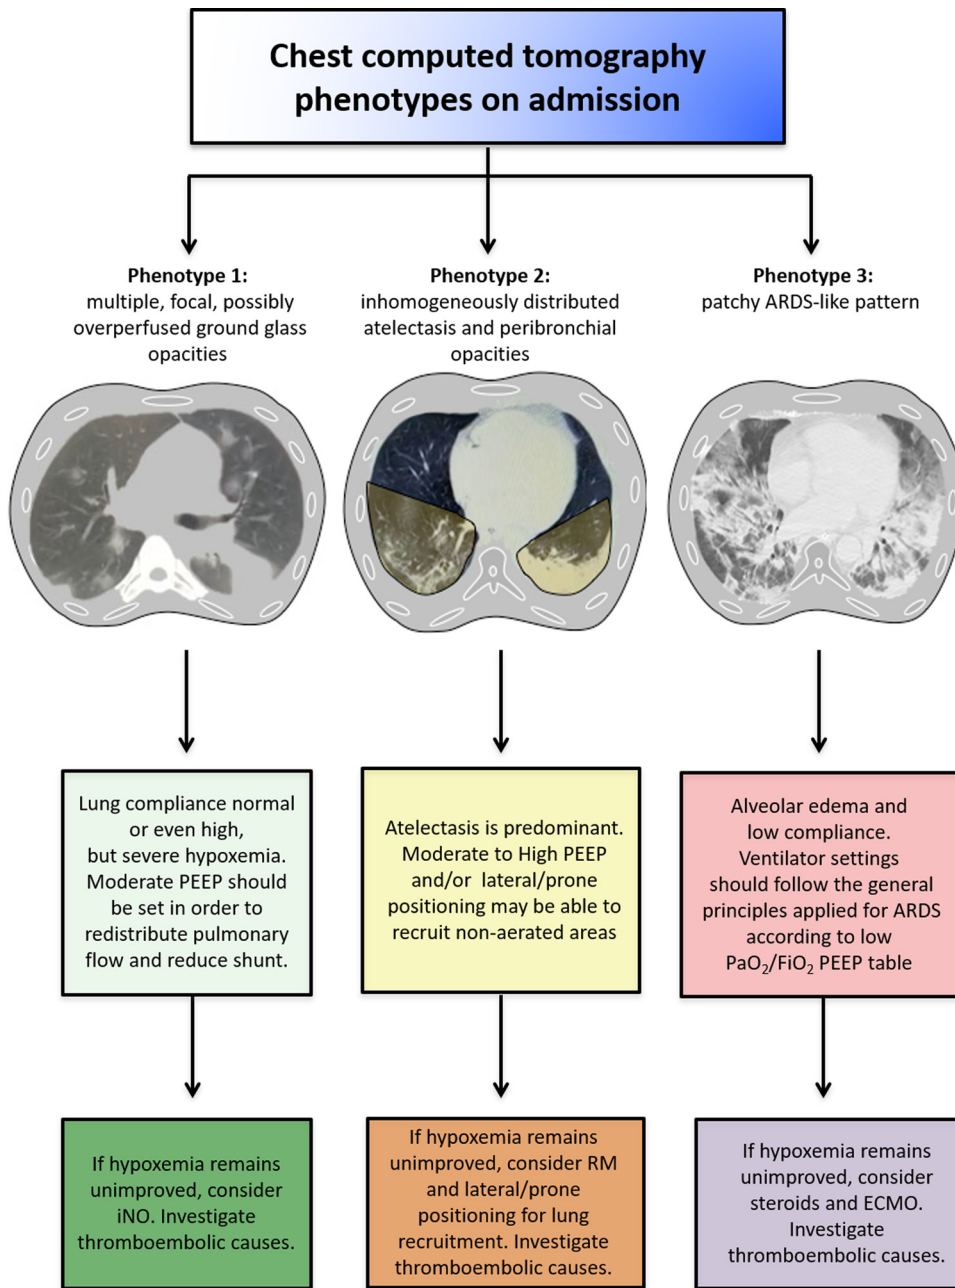 Chest computed tomography
phenotypes on admission
Phenotype 1:
multiple, focal, possibly
overperfused ground glass
opacities
Phenotype 2:
inhomogeneously distributed
atelectasis and peribronchial
opacities
Phenotype 3:
patchy ARDS-like pattern
Lung compliance normal
or even high,
but severe hypoxemia.
Moderate PEEP should
be set in order to
redistribute pulmonary
flow and reduce shunt.
Atelectasis is predominant.
Moderate to High PEEP
and/or lateral/prone
positioning may be able to
recruit non-aerated areas
Alveolar edema and
low compliance.
Ventilator settings
should follow the general
principles applied for ARDS
according to low
PaO₂/FiO₂ PEEP table
If hypoxemia remains
unimproved, consider
iNO. Investigate
thromboembolic causes.
If hypoxemia remains
unimproved, consider RM
and lateral/prone
positioning for lung
recruitment. Investigate
thromboembolic causes.
If hypoxemia remains
unimproved, consider
steroids and ECMO.
Investigate
thromboembolic causes.